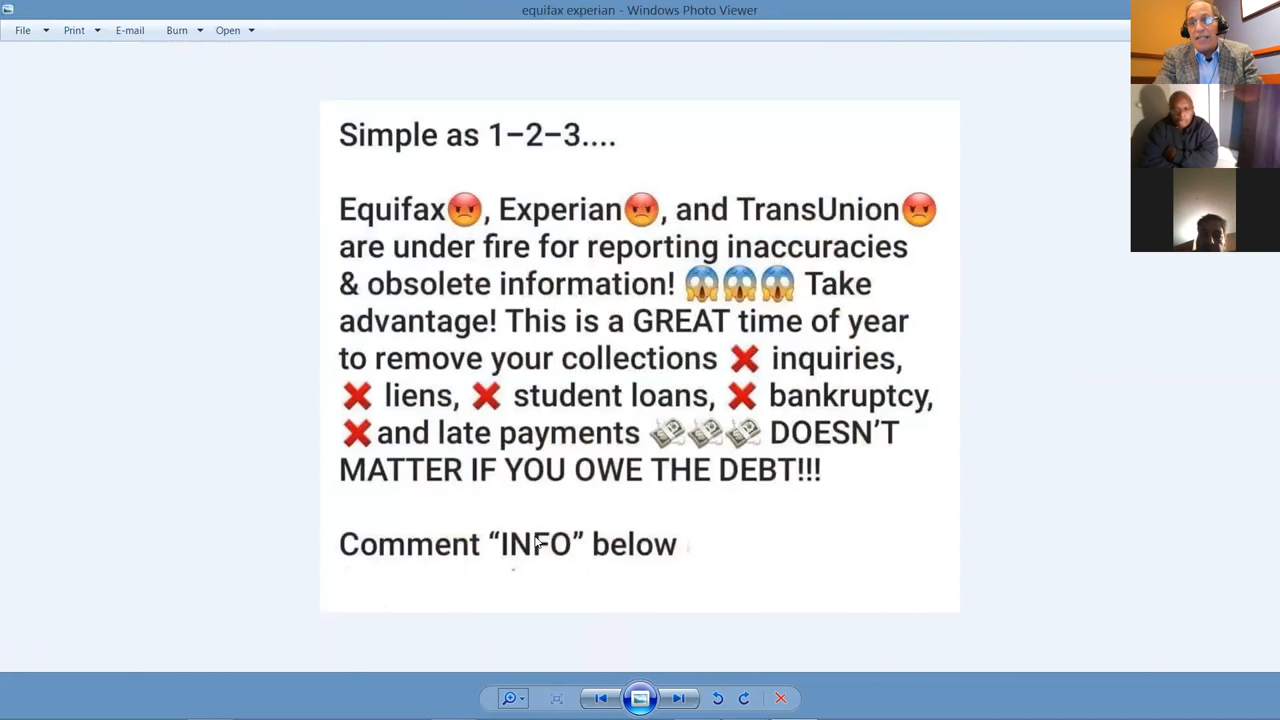 equifax experian - Windows Photo Viewer
File Print E-mail Burn Open
Simple as 1–2–3....
Equifax😡, Experian😡, and TransUnion😡
are under fire for reporting inaccuracies
& obsolete information! 😱😱😱 Take
advantage! This is a GREAT time of year
to remove your collections ❌ inquiries,
❌ liens, ❌ student loans, ❌ bankruptcy,
❌and late payments 💸💸💸 DOESN'T
MATTER IF YOU OWE THE DEBT!!!
Comment “INFO” below